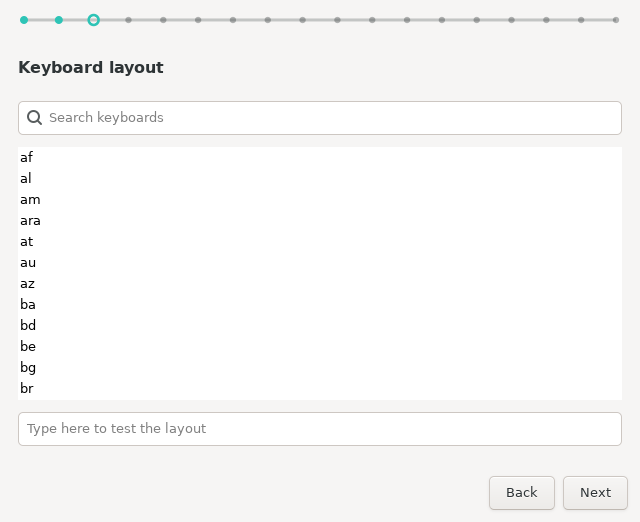 Keyboard layout
Search keyboards
af
al
am
ara
at
au
az
ba
bd
be
bg
br
Type here to test the layout
Back Next